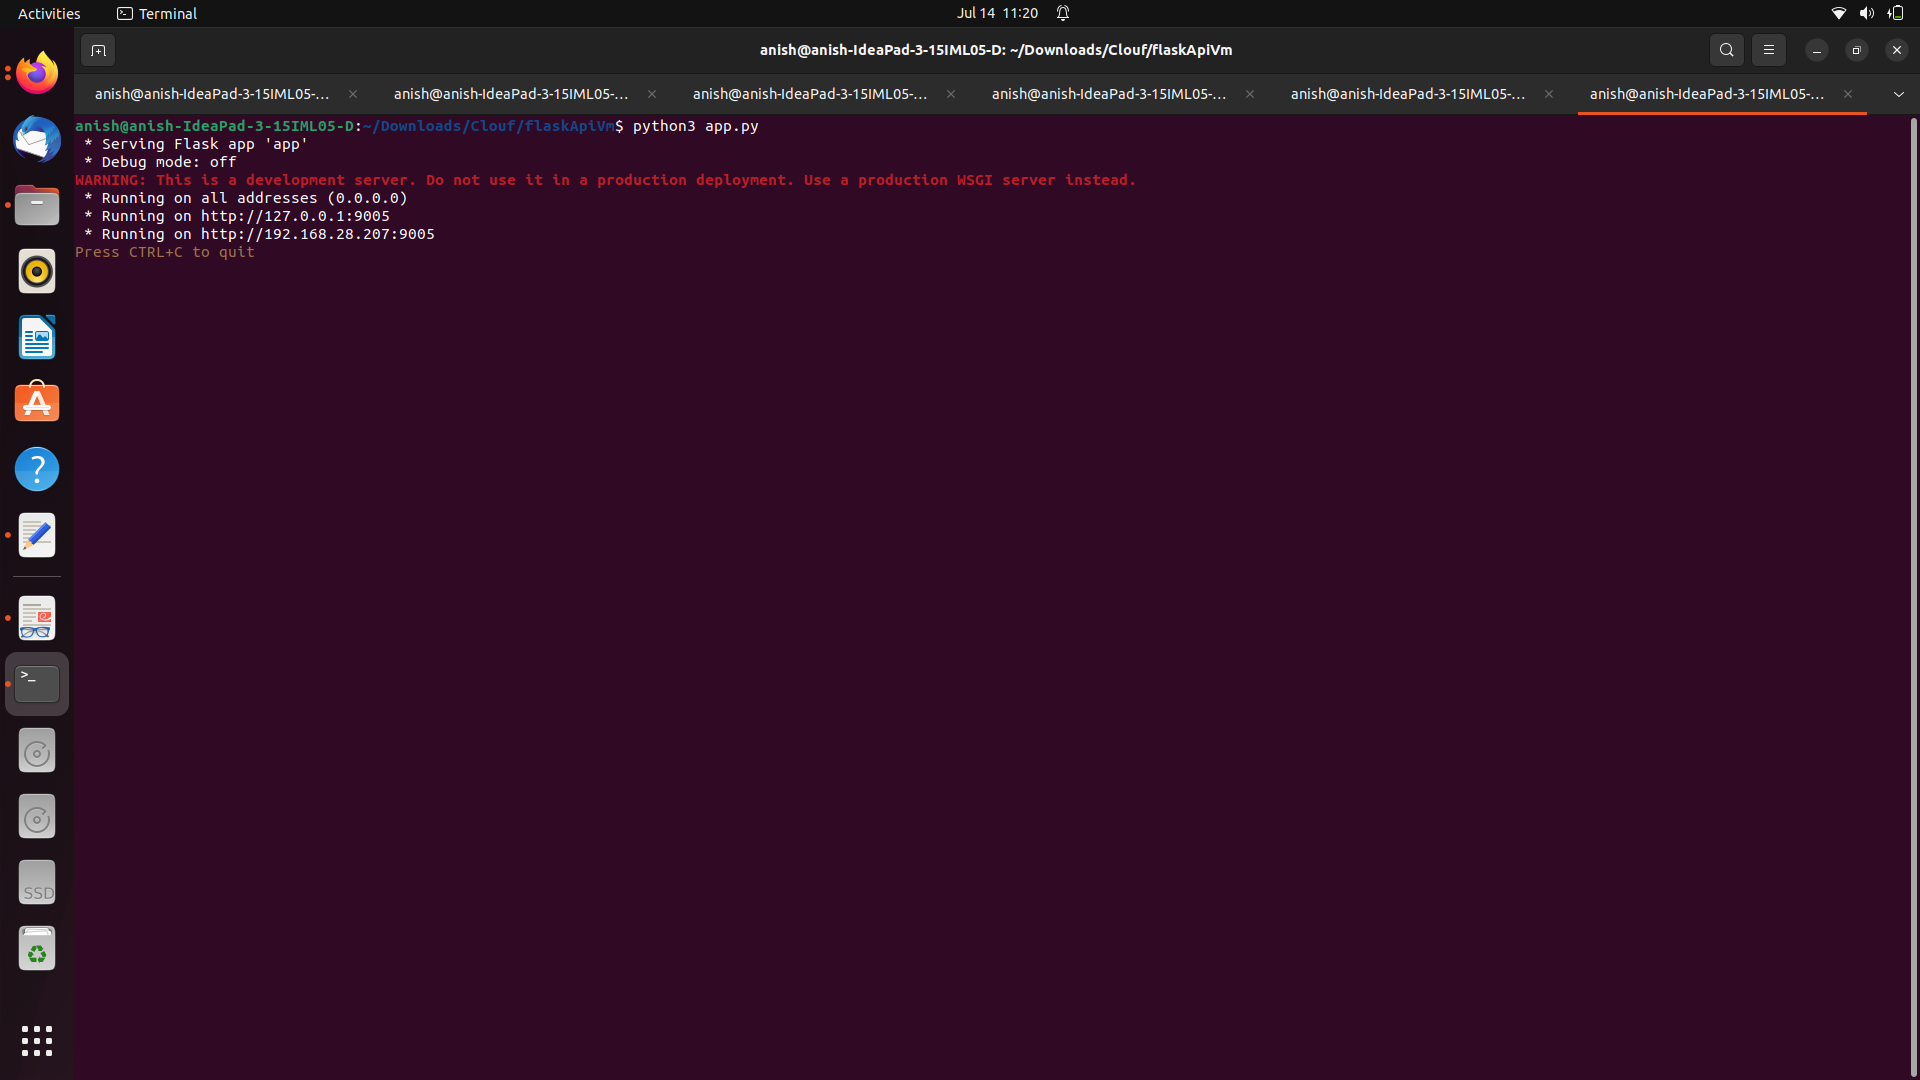 Activities
Terminal
Jul 14 11:20
anish@anish-IdeaPad-3-15IML05-D: ~/Downloads/Clouf/flaskApiVm
anish@anish-IdeaPad-3-15IML05-...
anish@anish-IdeaPad-3-15IML05-...
anish@anish-IdeaPad-3-15IML05-...
anish@anish-IdeaPad-3-15IML05-...
anish@anish-IdeaPad-3-15IML05-...
anish@anish-IdeaPad-3-15IML05-...
anish@anish-IdeaPad-3-15IML05-D:~/Downloads/Clouf/flaskApiVm$ python3 app.py
 * Serving Flask app 'app'
 * Debug mode: off
WARNING: This is a development server. Do not use it in a production deployment. Use a production WSGI server instead.
 * Running on all addresses (0.0.0.0)
 * Running on http://127.0.0.1:9005
 * Running on http://192.168.28.207:9005
Press CTRL+C to quit
SSD